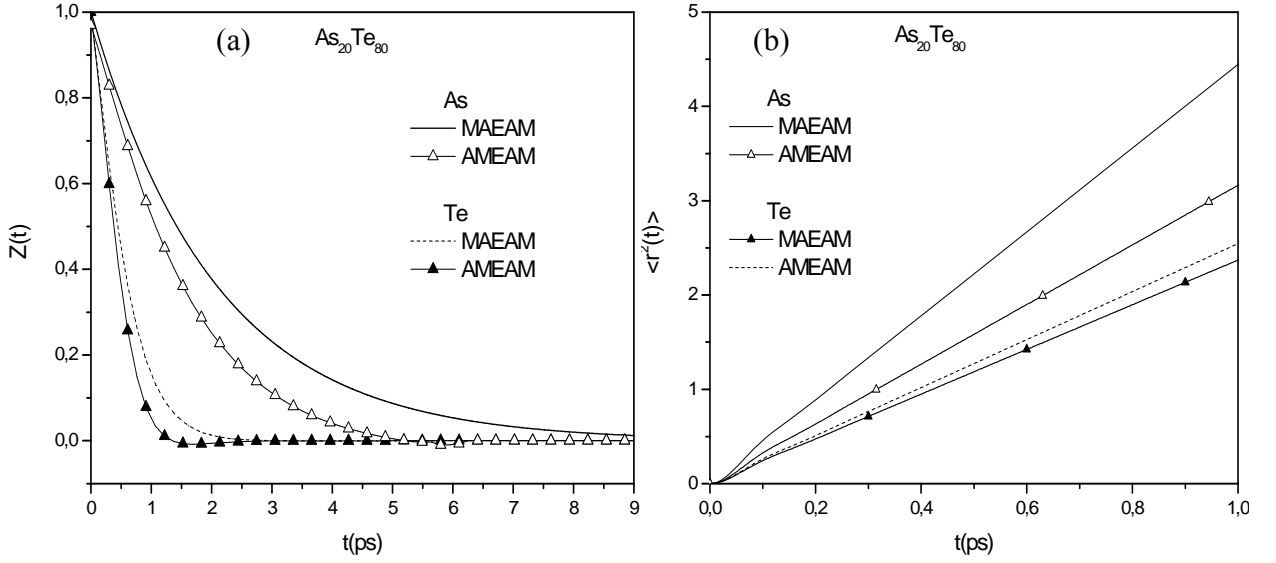 (a)
As20Te80
As
MAEAM
AMEAM
Te
MAEAM
AMEAM
Z(t)
1,0
0,8
0,6
0,4
0,2
0,0
0 1 2 3 4 5 6 7 8 9
t(ps)
(b)
As20Te80
As
MAEAM
AMEAM
Te
MAEAM
AMEAM
<r²(t)>
5
4
3
2
1
0
0,0 0,2 0,4 0,6 0,8 1,0
t(ps)